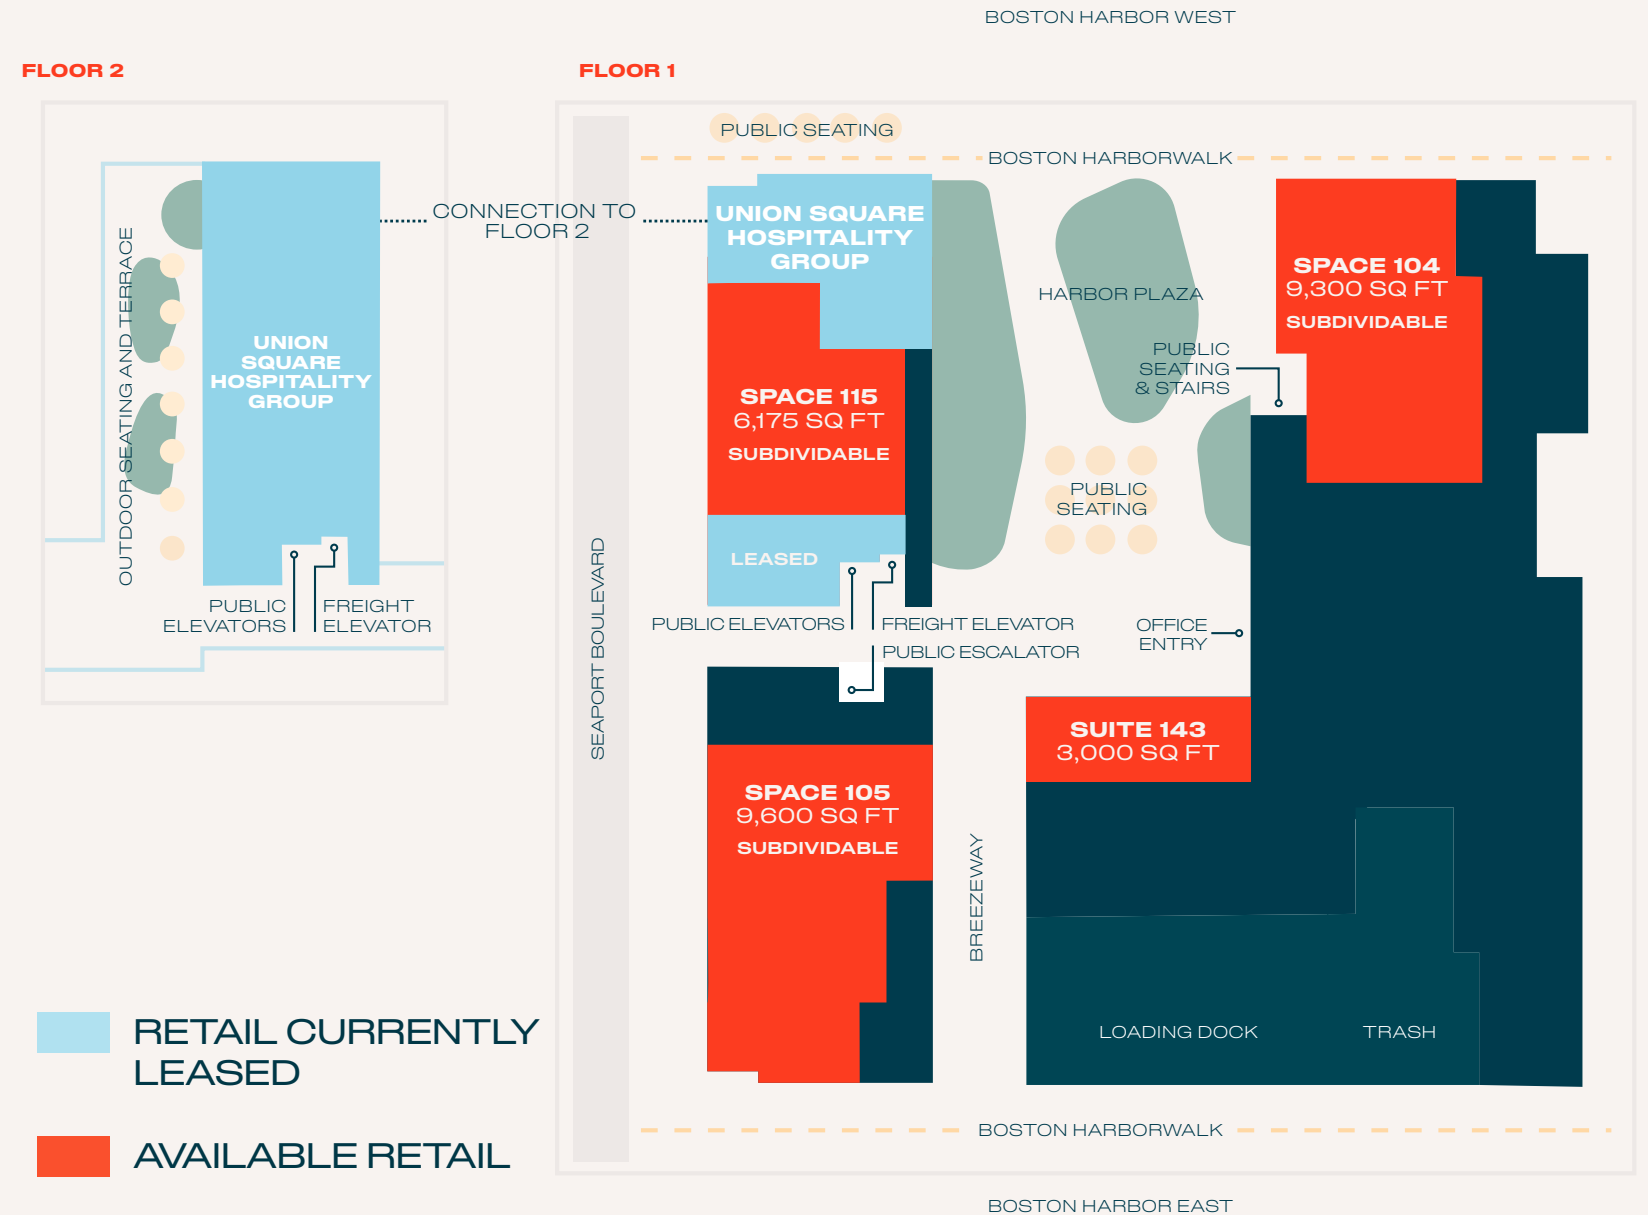 BOSTON HARBOR WEST
FLOOR 2
FLOOR 1
PUBLIC SEATING
BOSTON HARBORWALK
CONNECTION TO
FLOOR 2
UNION SQUARE
HOSPITALITY
GROUP
OUTDOOR SEATING AND TERRACE
UNION
SQUARE
HOSPITALITY
GROUP
PUBLIC
ELEVATORS
FREIGHT
ELEVATOR
SPACE 104
9,300 SQ FT
SUBDIVIDABLE
HARBOR PLAZA
PUBLIC
SEATING
& STAIRS
SPACE 115
6,175 SQ FT
SUBDIVIDABLE
PUBLIC
SEATING
LEASED
SEAPORT BOULEVARD
PUBLIC ELEVATORS
FREIGHT ELEVATOR
PUBLIC ESCALATOR
OFFICE
ENTRY
SUITE 143
3,000 SQ FT
SPACE 105
9,600 SQ FT
SUBDIVIDABLE
BREEZEWAY
LOADING DOCK
TRASH
RETAIL CURRENTLY
LEASED
AVAILABLE RETAIL
BOSTON HARBORWALK
BOSTON HARBOR EAST